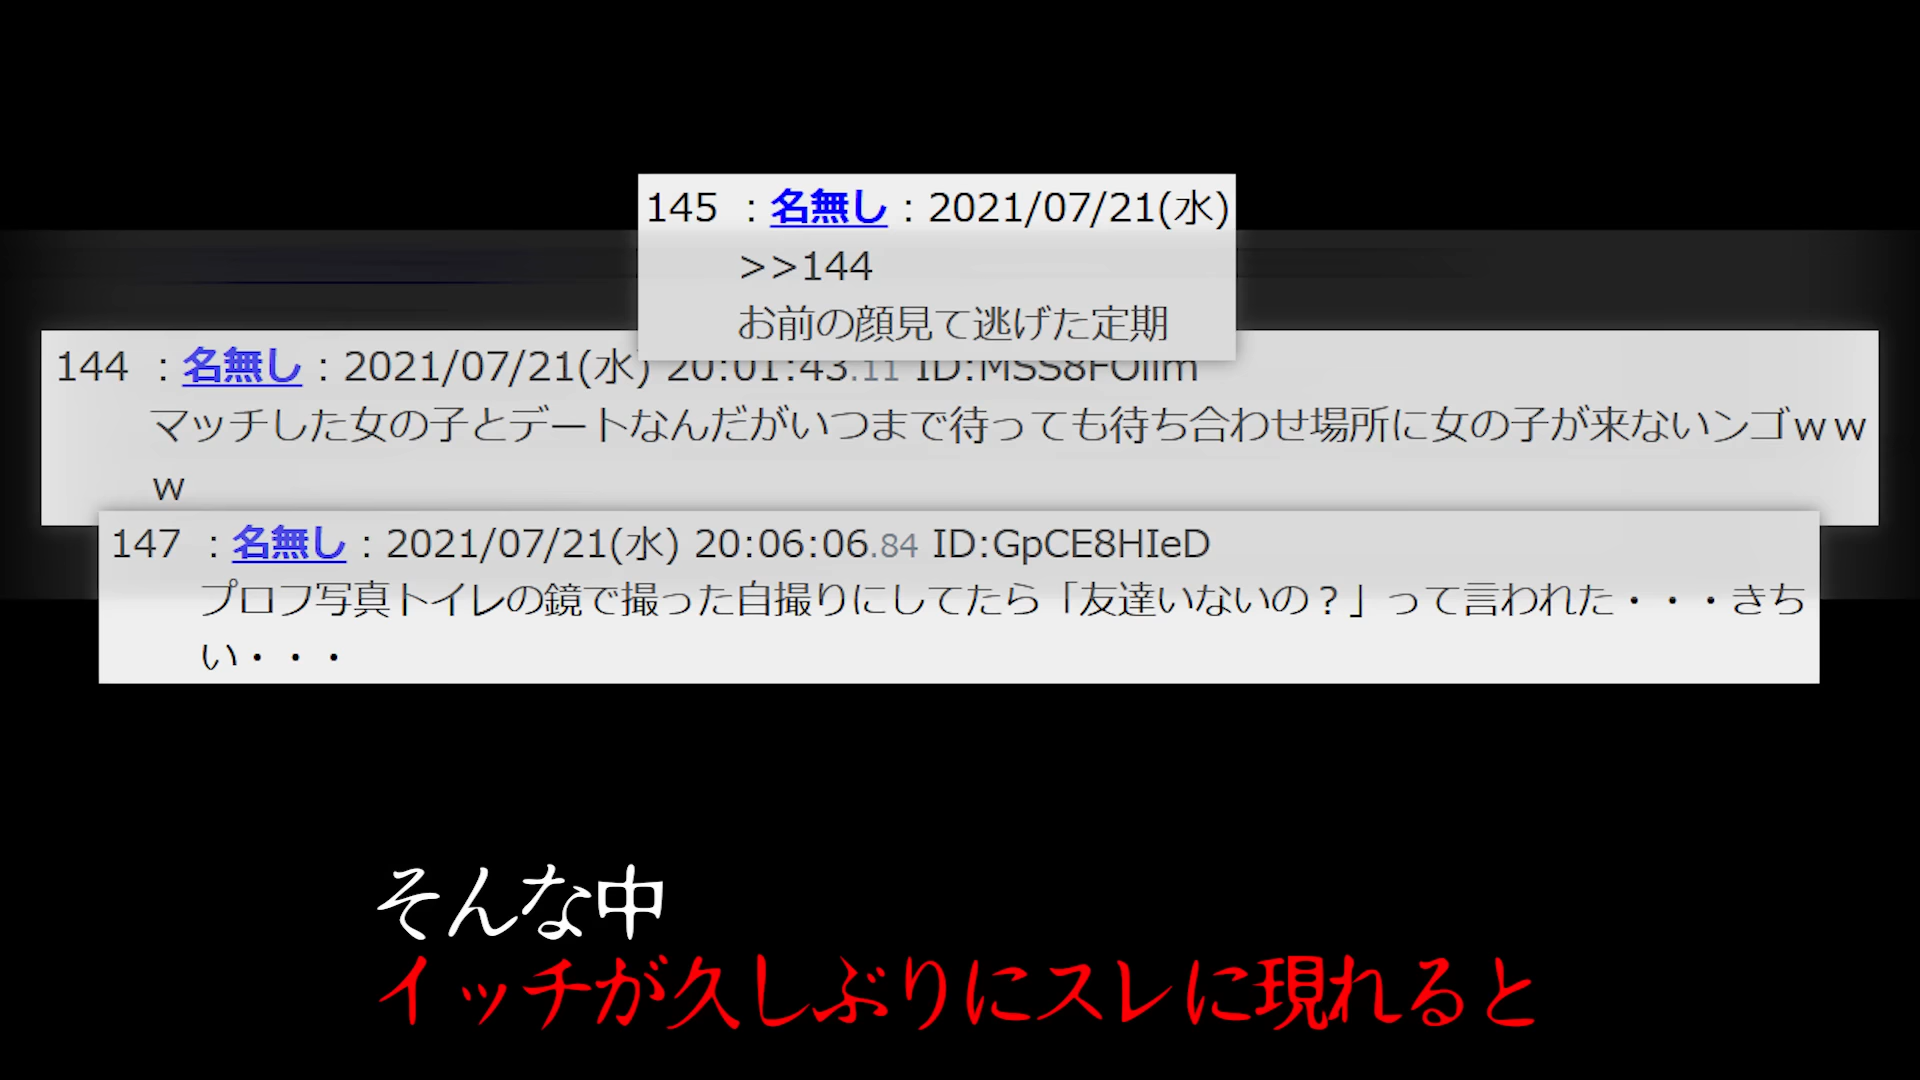 145 ：名無し：2021/07/21(水)
>>144
お前の顔見て逃げた定期
144 ：名無し：2021/07/21(水) 20:01:43.11
マッチした女の子とデートなんだがいつまで待っても待ち合わせ場所に女の子が来ないンゴｗｗ
ｗ
147 ：名無し：2021/07/21(水) 20:06:06.84 ID:GpCE8HIeD
プロフ写真トイレの鏡で撮った自撮りにしてたら「友達いないの？」って言われた・・・きち
い・・・
そんな中
イッチが久しぶりにスレに現れると